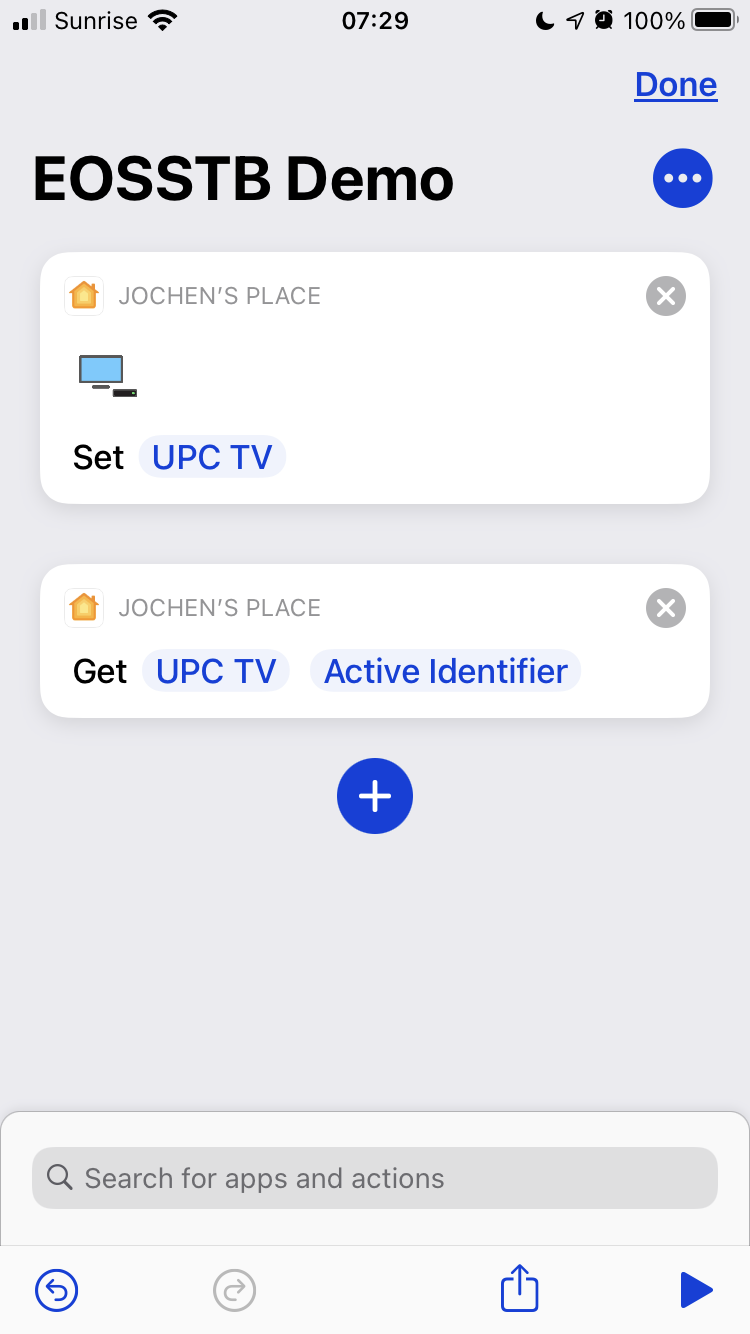 Sunrise 07:29 100%
Done
EOSSTB Demo
JOCHEN'S PLACE
Set UPC TV
JOCHEN'S PLACE
Get UPC TV Active Identifier
Search for apps and actions